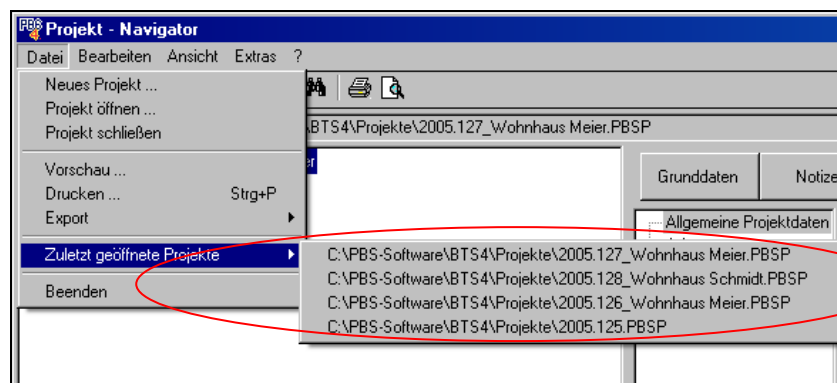 PBS 4 Projekt - Navigator
Datei Bearbeiten Ansicht Extras ?
Neues Projekt ...
Projekt öffnen ...
Projekt schließen
\BTS4\Projekte\2005.127_Wohnhaus Meier.PBSP
Vorschau ...
Drucken ... Strg+P
Export
Grunddaten Notize
Allgemeine Projektdaten
Zuletzt geöffnete Projekte
Beenden
C:\PBS-Software\BTS4\Projekte\2005.127_Wohnhaus Meier.PBSP
C:\PBS-Software\BTS4\Projekte\2005.128_Wohnhaus Schmidt.PBSP
C:\PBS-Software\BTS4\Projekte\2005.126_Wohnhaus Meier.PBSP
C:\PBS-Software\BTS4\Projekte\2005.125.PBSP